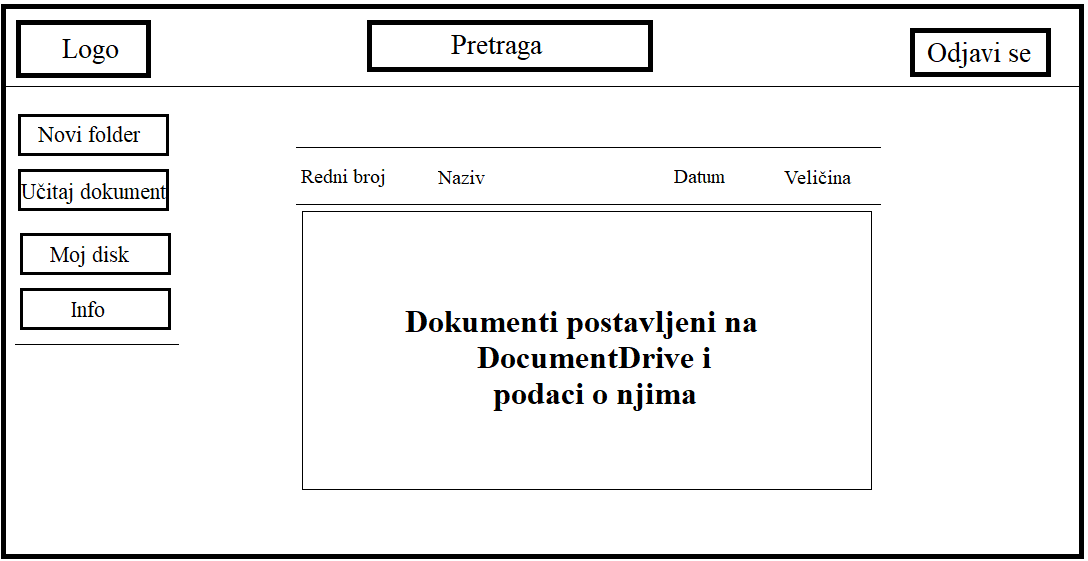 Logo
Pretraga
Odjavi se
Novi folder
Učitaj dokument
Moj disk
Info
Redni broj
Naziv
Datum
Veličina
Dokumenti postavljeni na
DocumentDrive i
podaci o njima